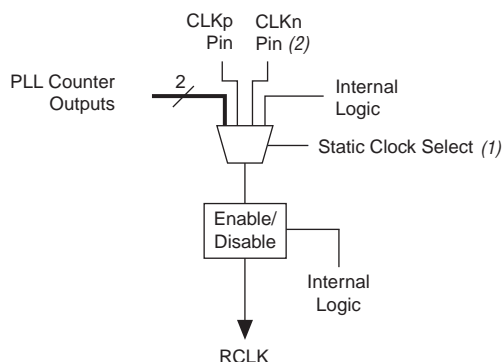 CLKp
Pin
CLKn
Pin (2)
PLL Counter
Outputs
2
Internal
Logic
Static Clock Select (1)
Enable/
Disable
Internal
Logic
RCLK